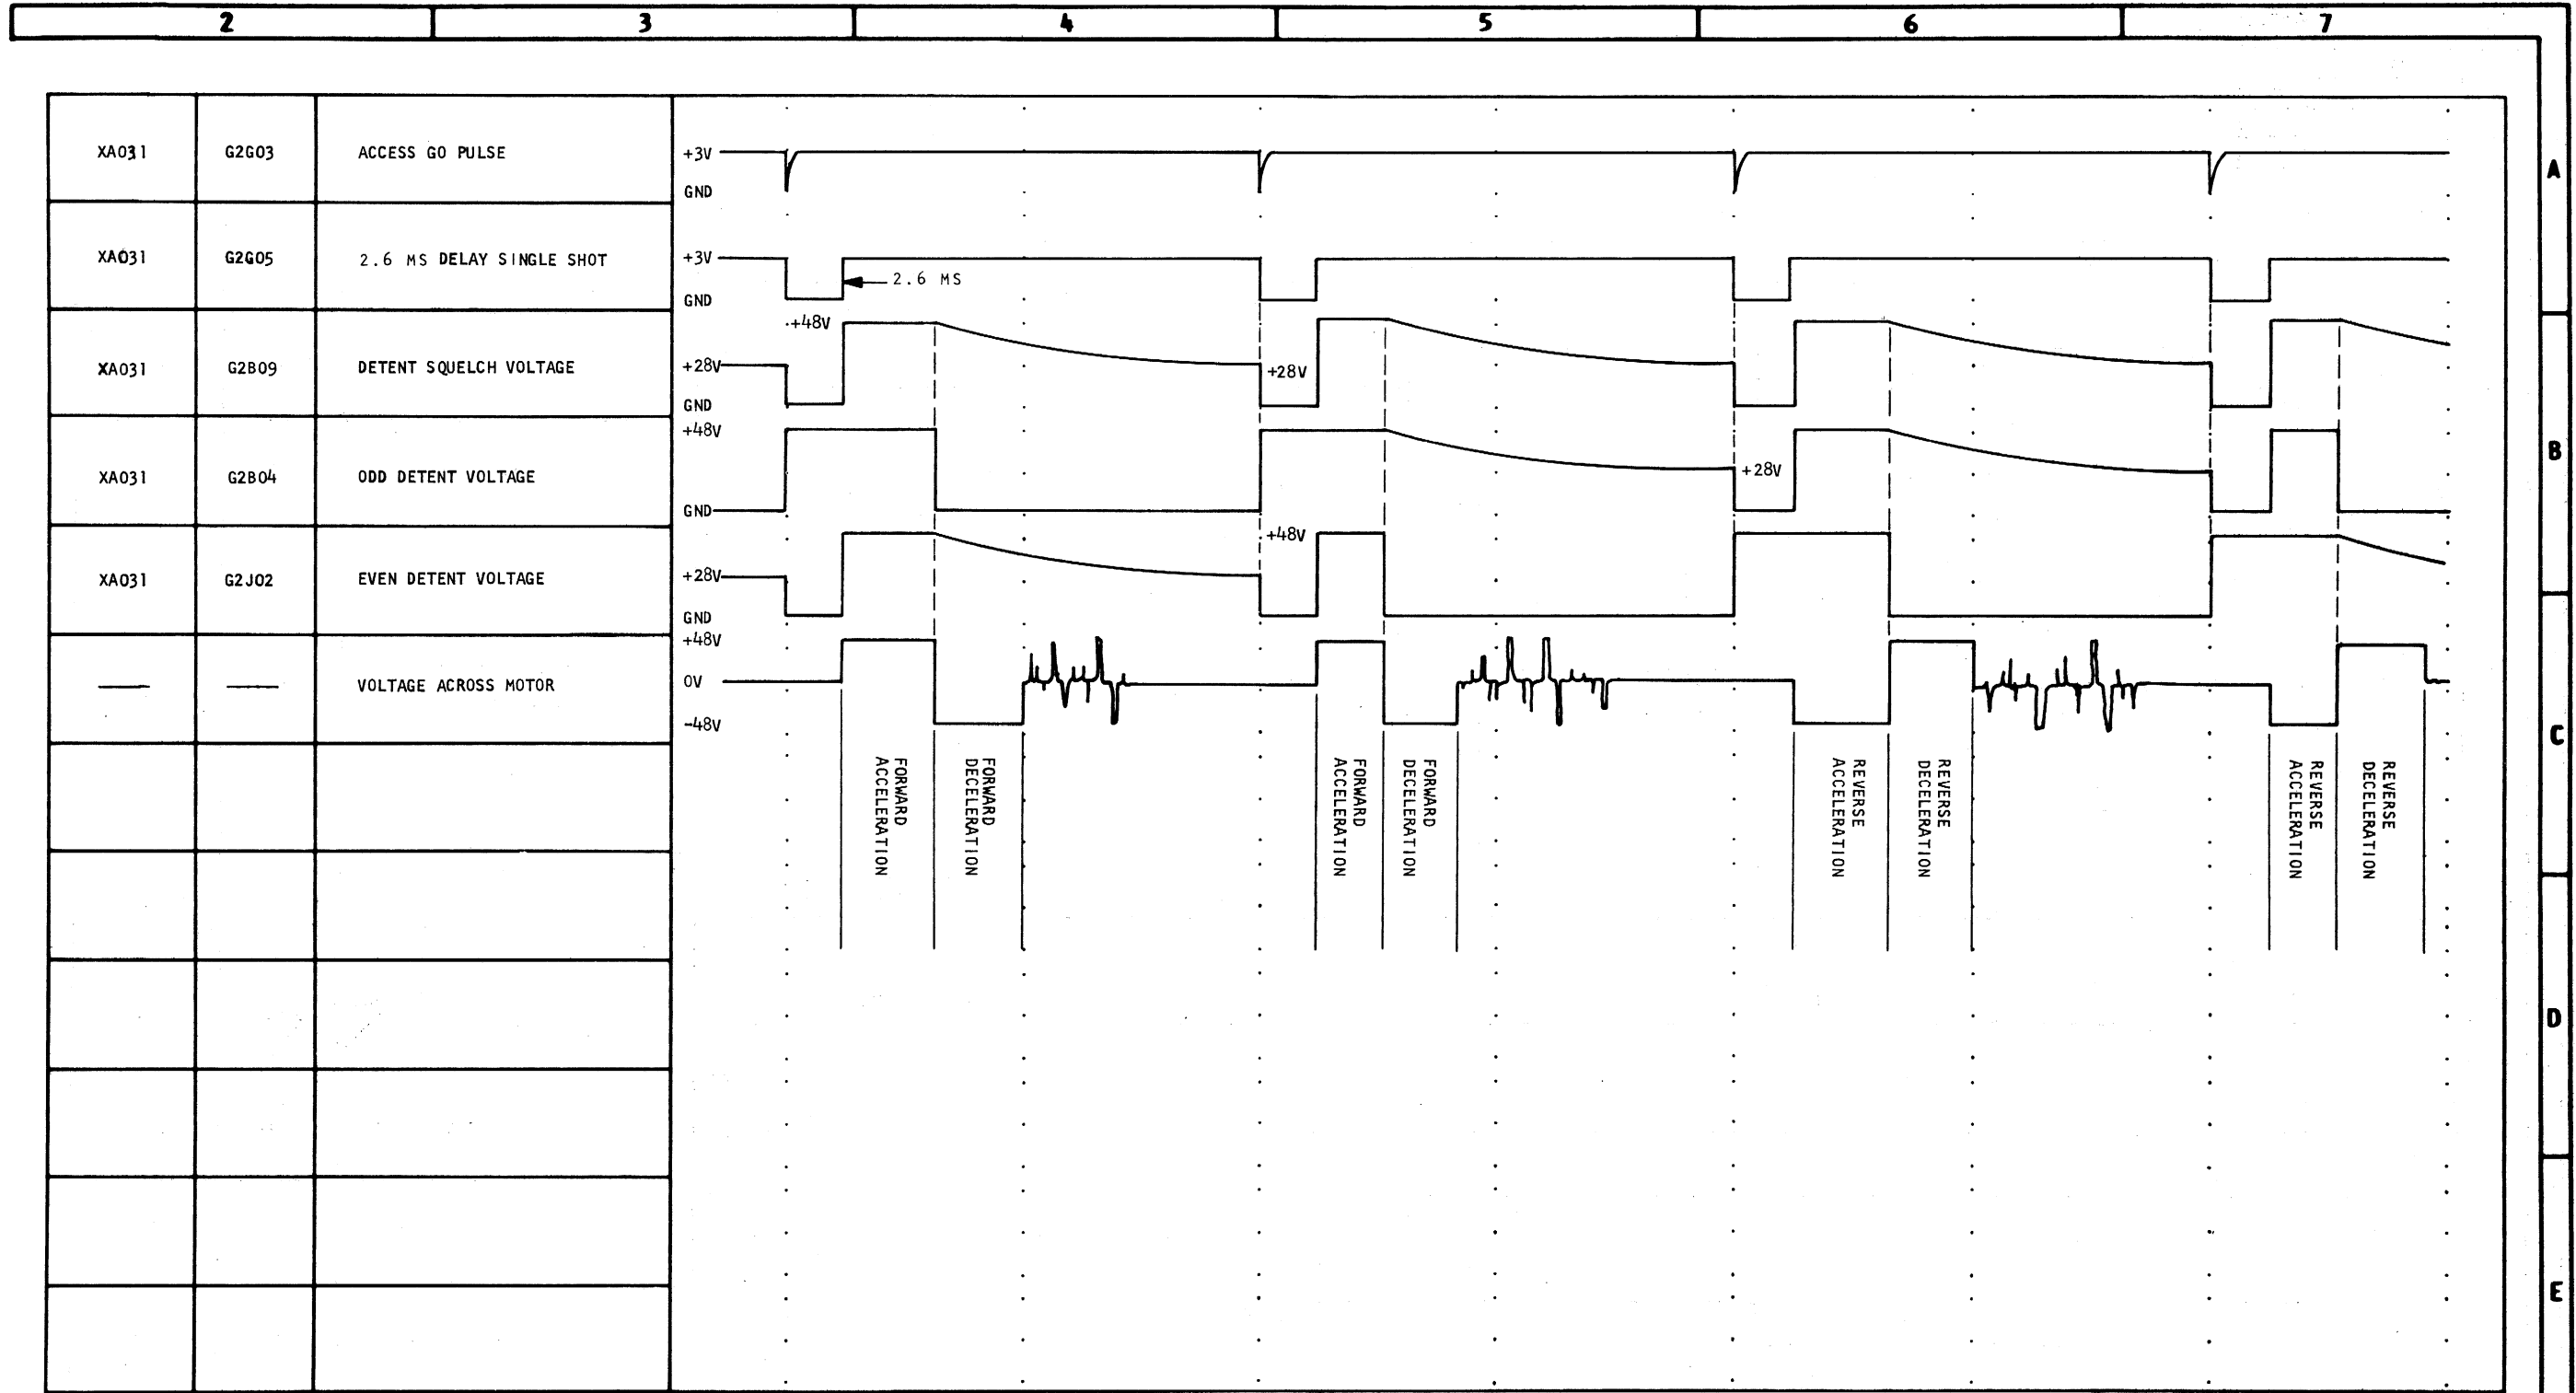 2 3 4 5 6 7
A
XA031 G2G03 ACCESS GO PULSE +3V
GND
XA031 G2G05 2.6 MS DELAY SINGLE SHOT +3V
2.6 MS
GND
B
+48V
XA031 G2B09 DETENT SQUELCH VOLTAGE +28V +28V
GND
+48V
XA031 G2B04 ODD DETENT VOLTAGE +28V
GND
+48V
XA031 G2J02 EVEN DETENT VOLTAGE +28V
GND
C
+48V
VOLTAGE ACROSS MOTOR 0V
-48V
FORWARD
ACCELERATION
FORWARD
DECELERATION
FORWARD
ACCELERATION
FORWARD
DECELERATION
REVERSE
ACCELERATION
REVERSE
DECELERATION
REVERSE
ACCELERATION
REVERSE
DECELERATION
D
E